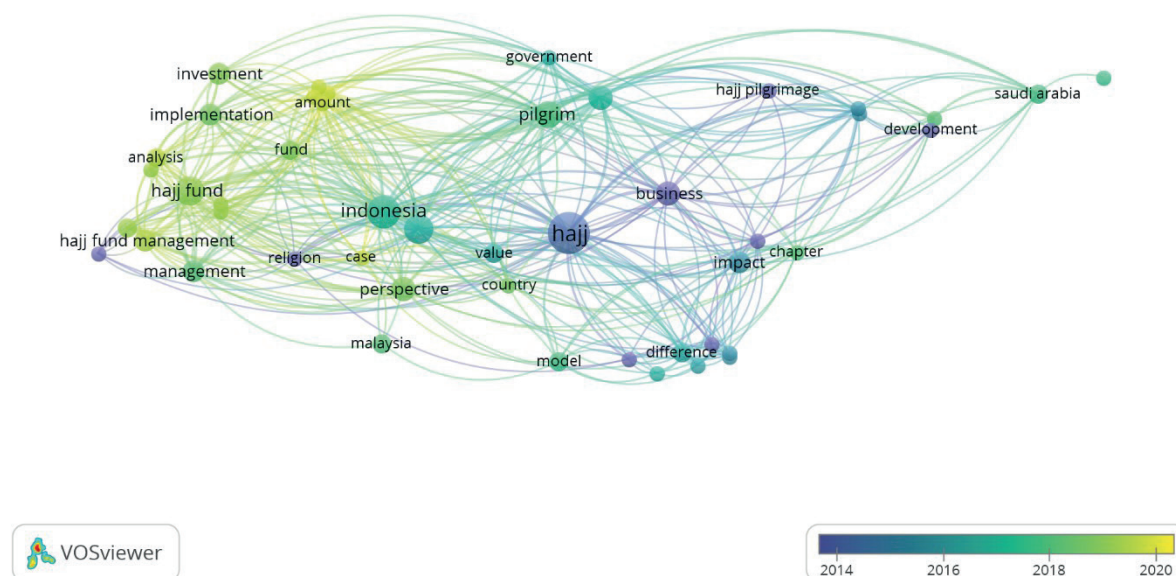 government
investment
saudi arabia
hajj pilgrimage
amount
implementation
pilgrim
development
fund
analysis
hajj fund
business
indonesia
hajj
hajj fund management
value
chapter
religion
case
impact
management
country
perspective
malaysia
difference
model
VOSviewer
2014
2016
2018
2020